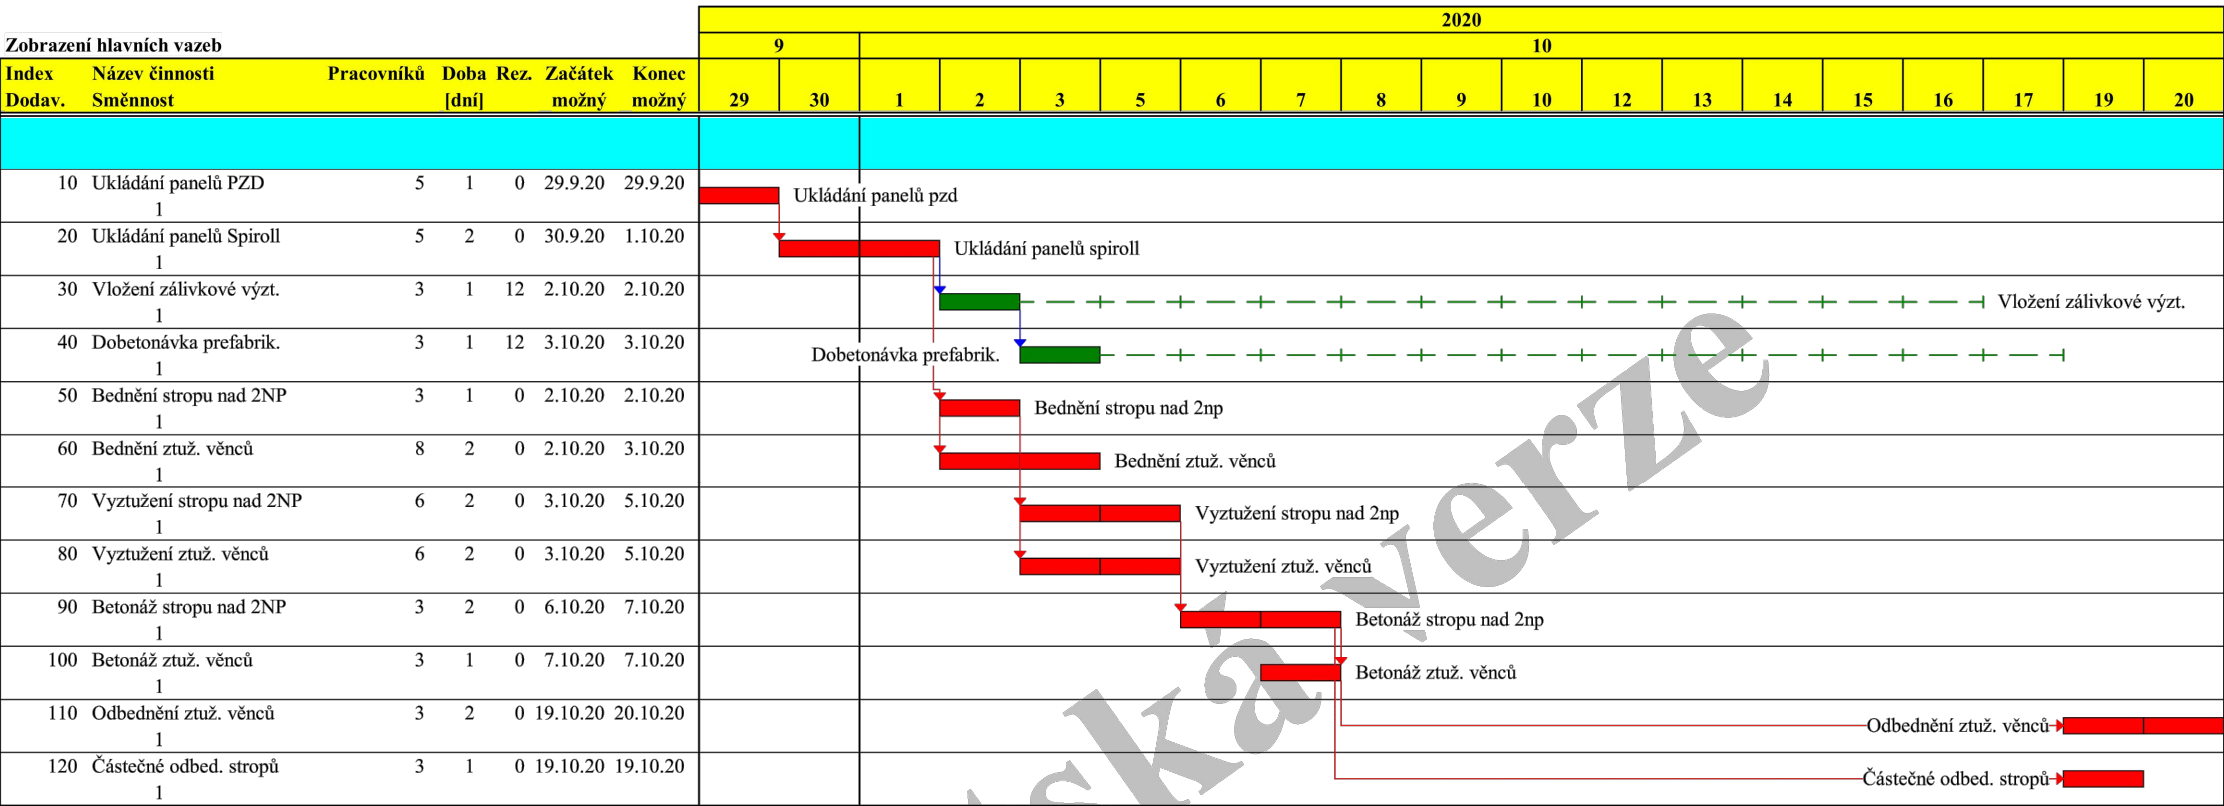 2020
Zobrazení hlavních vazeb 9 10
Index Název činnosti Pracovníků Doba Rez. Začátek Konec
Dodav. Směnnost [dní] možný možný 29 30 1 2 3 5 6 7 8 9 10 12 13 14 15 16 17 19 20
10 Ukládání panelů PZD 5 1 0 29.9.20 29.9.20
Ukládání panelů pzd
1
20 Ukládání panelů Spiroll 5 2 0 30.9.20 1.10.20
Ukládání panelů spiroll
1
30 Vložení zálivkové výzt. 3 1 12 2.10.20 2.10.20
Vložení zálivkové výzt.
1
40 Dobetonávka prefabrik. 3 1 12 3.10.20 3.10.20
Dobetonávka prefabrik.
1
50 Bednění stropu nad 2NP 3 1 0 2.10.20 2.10.20
Bednění stropu nad 2np
1
60 Bednění ztuž. věnců 8 2 0 2.10.20 3.10.20
Bednění ztuž. věnců
1
70 Vyztužení stropu nad 2NP 6 2 0 3.10.20 5.10.20
Vyztužení stropu nad 2np
1
80 Vyztužení ztuž. věnců 6 2 0 3.10.20 5.10.20
Vyztužení ztuž. věnců
1
90 Betonáž stropu nad 2NP 3 2 0 6.10.20 7.10.20
Betonáž stropu nad 2np
1
100 Betonáž ztuž. věnců 3 1 0 7.10.20 7.10.20
Betonáž ztuž. věnců
1
110 Odbednění ztuž. věnců 3 2 0 19.10.20 20.10.20
Odbednění ztuž. věnců
1
120 Částečné odbed. stropů 3 1 0 19.10.20 19.10.20
Částečné odbed. stropů
1
verze